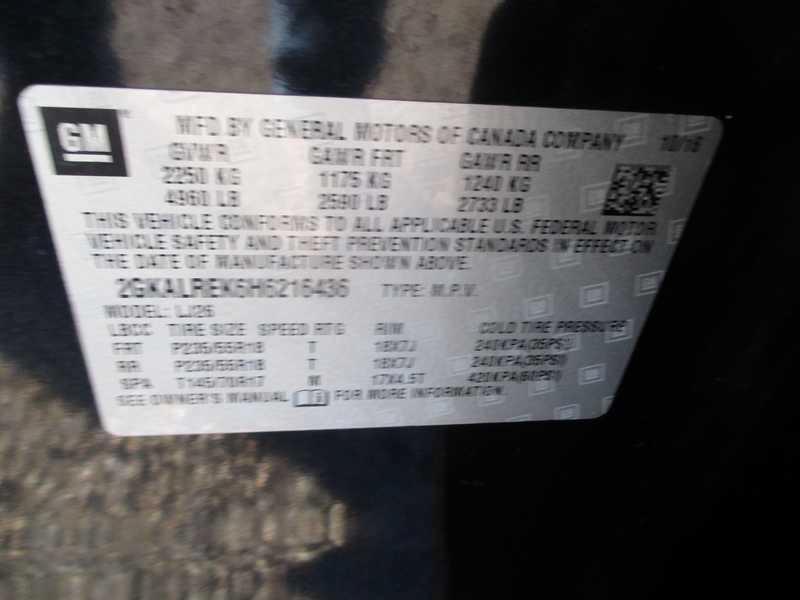 GM
MFD BY GENERAL MOTORS OF CANADA COMPANY 10/16
GVWR GAWR FRT GAWR RR
2250 KG 1175 KG 1240 KG
4960 LB 2590 LB 2733 LB
THIS VEHICLE CONFORMS TO ALL APPLICABLE U.S. FEDERAL MOTOR
VEHICLE SAFETY AND THEFT PREVENTION STANDARDS IN EFFECT ON
THE DATE OF MANUFACTURE SHOWN ABOVE.
2GKALREK6H6216436 TYPE: M.P.V.
MODEL: LJ26
LBCC TIRE SIZE SPEED RTG RIM COLD TIRE PRESSURE
FRT P235/55R18 T 18X7J 240KPA(35PSI)
RR P235/55R18 T 18X7J 240KPA(35PSI)
SPA T145/70R17 M 17X4.5T 420KPA(60PSI)
SEE OWNER'S MANUAL FOR MORE INFORMATION.